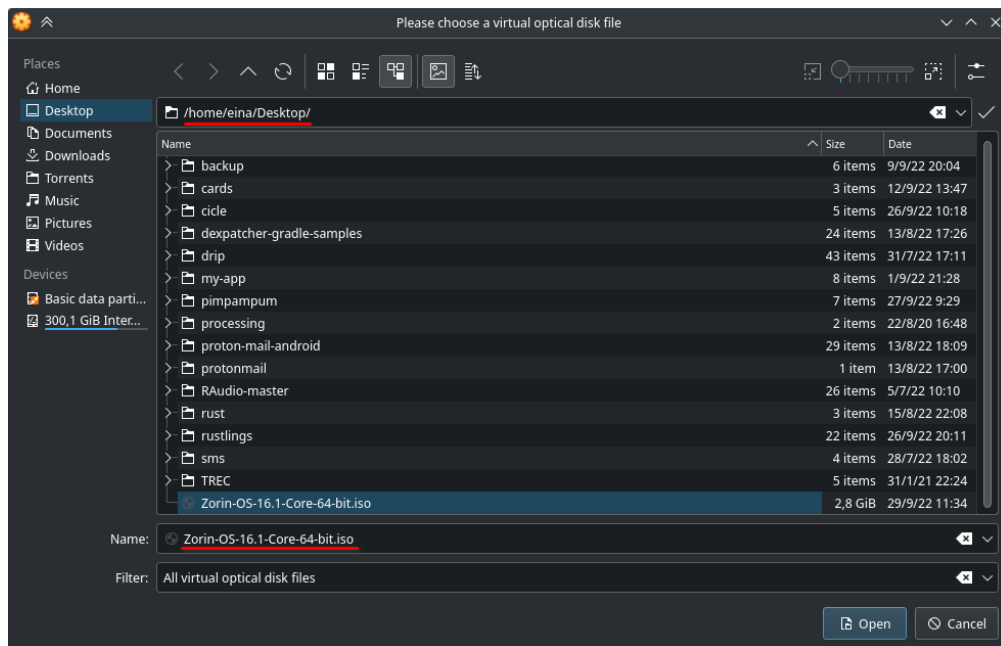 Please choose a virtual optical disk file
Places
Home
Desktop
Documents
Downloads
Torrents
Music
Pictures
Videos
Devices
Basic data parti...
300,1 GiB Inter...
/home/eina/Desktop/
Name Size Date
backup 6 items 9/9/22 20:04
cards 3 items 12/9/22 13:47
cicle 5 items 26/9/22 10:18
dexpatcher-gradle-samples 24 items 13/8/22 17:26
drip 43 items 31/7/22 17:11
my-app 8 items 1/9/22 21:28
pimpampum 7 items 27/9/22 9:29
processing 2 items 22/8/20 16:48
proton-mail-android 29 items 13/8/22 18:09
protonmail 1 item 13/8/22 17:00
RAudio-master 26 items 5/7/22 10:10
rust 3 items 15/8/22 22:08
rustlings 22 items 26/9/22 20:11
sms 4 items 28/7/22 18:02
TREC 5 items 31/1/21 22:24
Zorin-OS-16.1-Core-64-bit.iso 2,8 GiB 29/9/22 11:34
Name: Zorin-OS-16.1-Core-64-bit.iso
Filter: All virtual optical disk files
Open Cancel